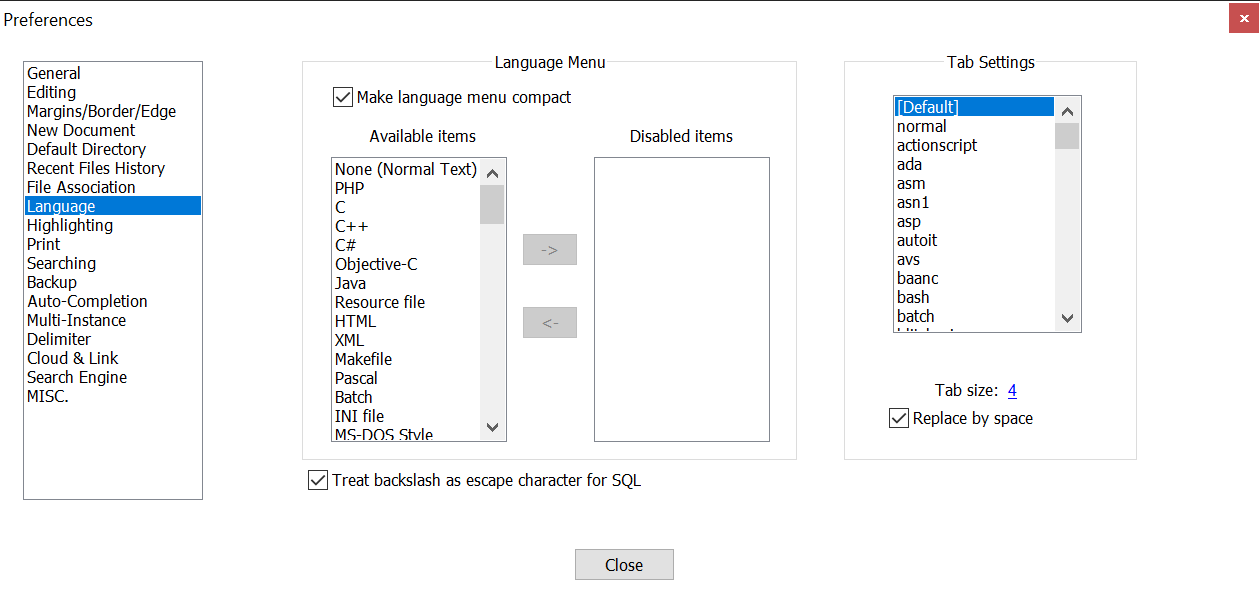 Preferences
General
Editing
Margins/Border/Edge
New Document
Default Directory
Recent Files History
File Association
Language
Highlighting
Print
Searching
Backup
Auto-Completion
Multi-Instance
Delimiter
Cloud & Link
Search Engine
MISC.
Language Menu
Make language menu compact
Available items
None (Normal Text)
PHP
C
C++
C#
Objective-C
Java
Resource file
HTML
XML
Makefile
Pascal
Batch
INI file
MS-DOS Style
->
<-
Disabled items
Treat backslash as escape character for SQL
Tab Settings
[Default]
normal
actionscript
ada
asm
asn1
asp
autoit
avs
baanc
bash
batch
Tab size: 4
Replace by space
Close